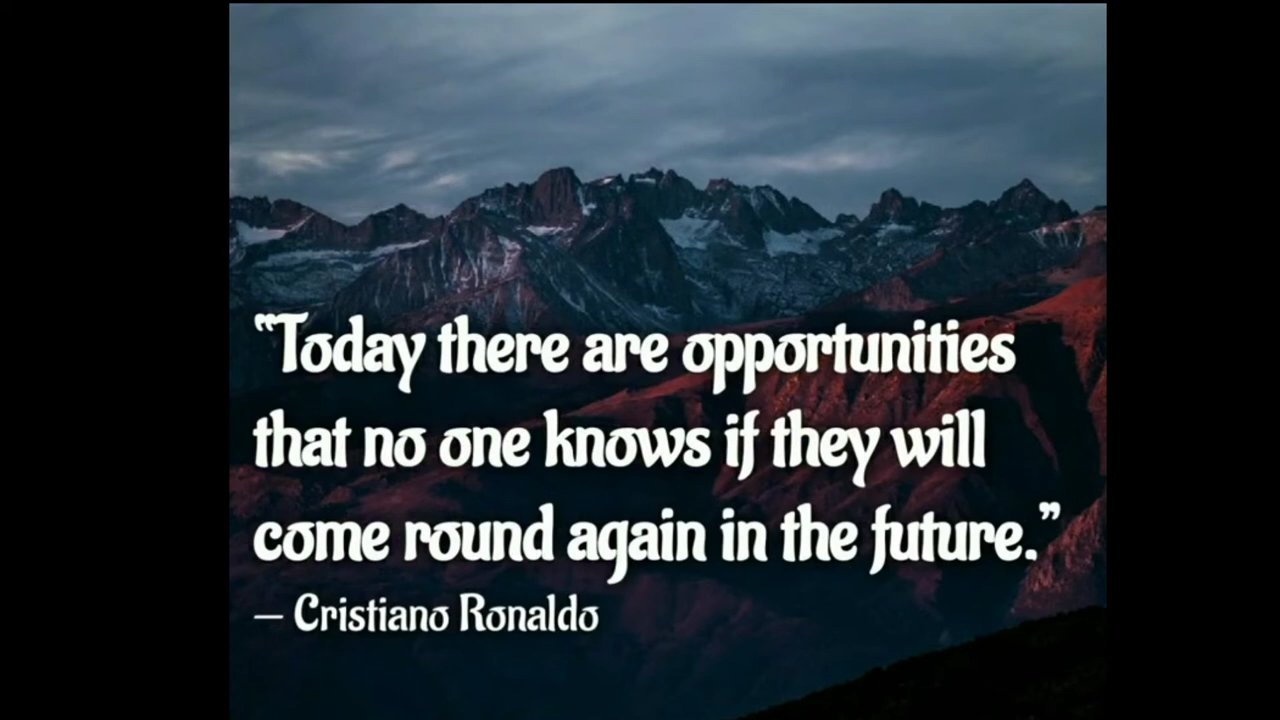 “Today there are opportunities
that no one knows if they will
come round again in the future.”
– Cristiano Ronaldo